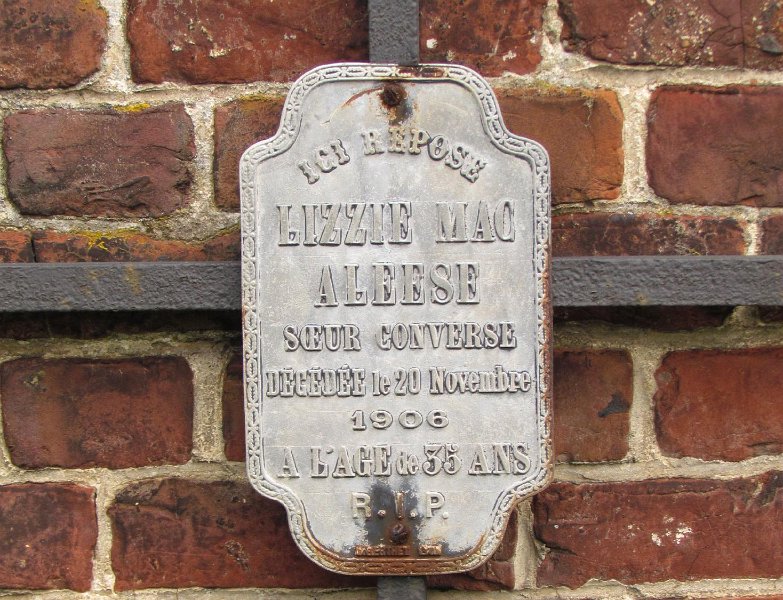 ICI REPOSE
LIZZIE MAC
ALEESE
SŒUR CONVERSE
DÉCÉDÉE le 20 Novembre
1906
A L'AGE de 35 ANS
R.I.P.